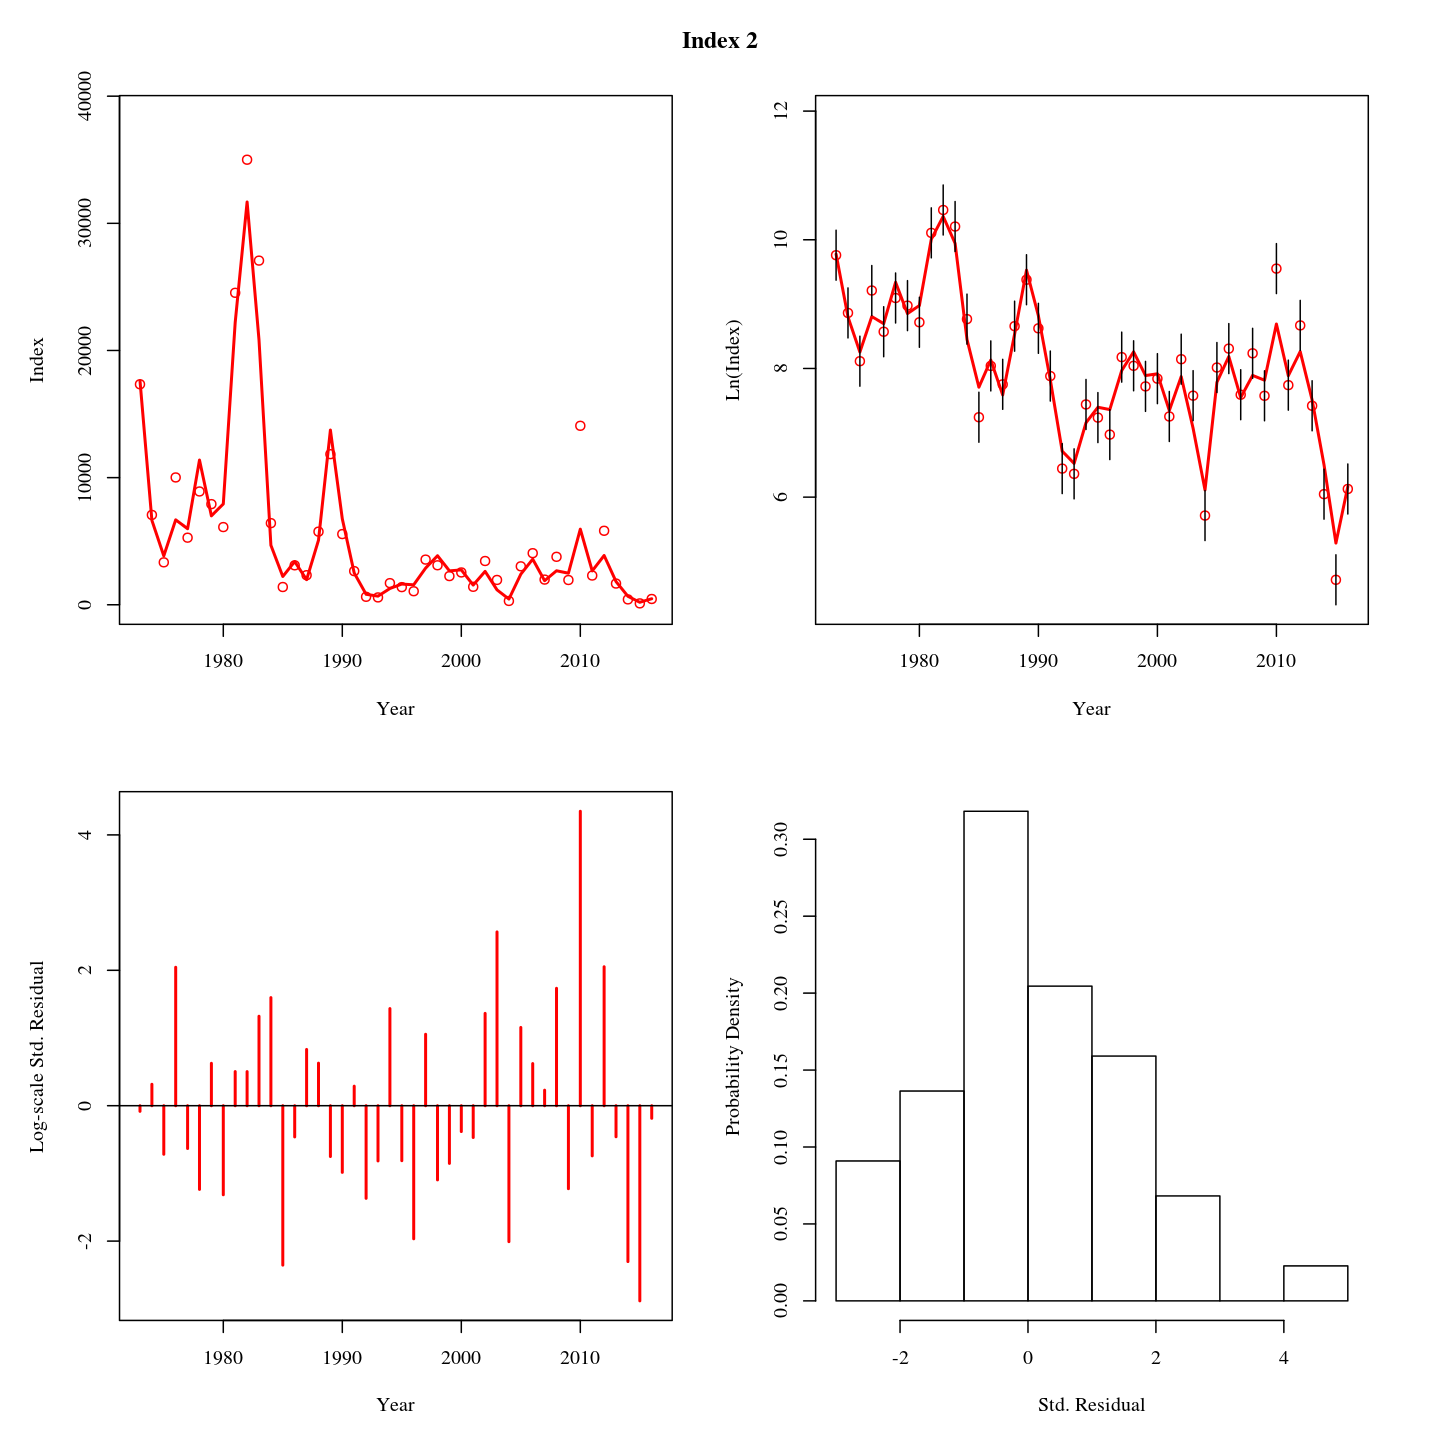 Index 2
40000
30000
20000
10000
0
Index
1980 1990 2000 2010
Year
12
10
8
6
Ln(Index)
1980 1990 2000 2010
Year
4
2
0
-2
Log-scale Std. Residual
1980 1990 2000 2010
Year
0.30
0.25
0.20
0.15
0.10
0.05
0.00
Probability Density
-2 0 2 4
Std. Residual